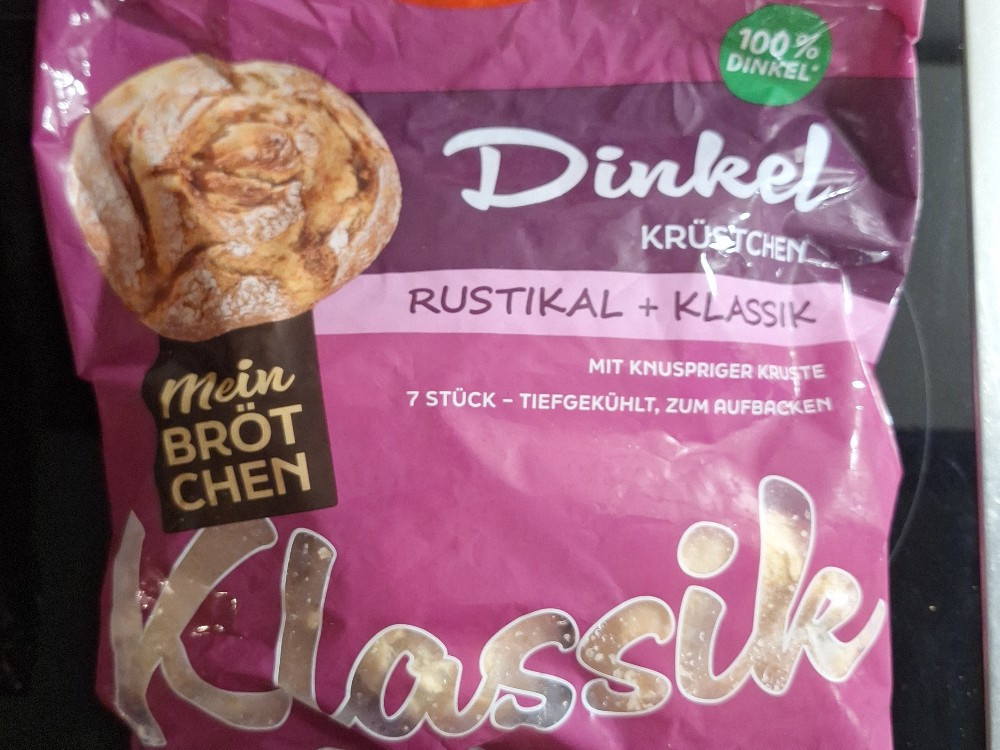 100%
DINKEL*
Dinkel
KRÜSTCHEN
RUSTIKAL + KLASSIK
MIT KNUSPRIGER KRUSTE
7 STÜCK – TIEFGEKÜHLT, ZUM AUFBACKEN
Mein
BRÖT
CHEN
Klassik